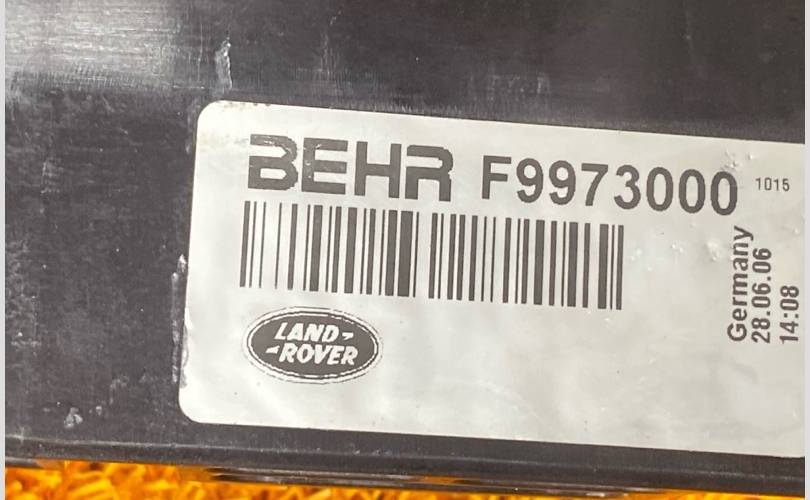 BEHR F9973000 1015
LAND-
-ROVER
Germany
28.06.06
14:08